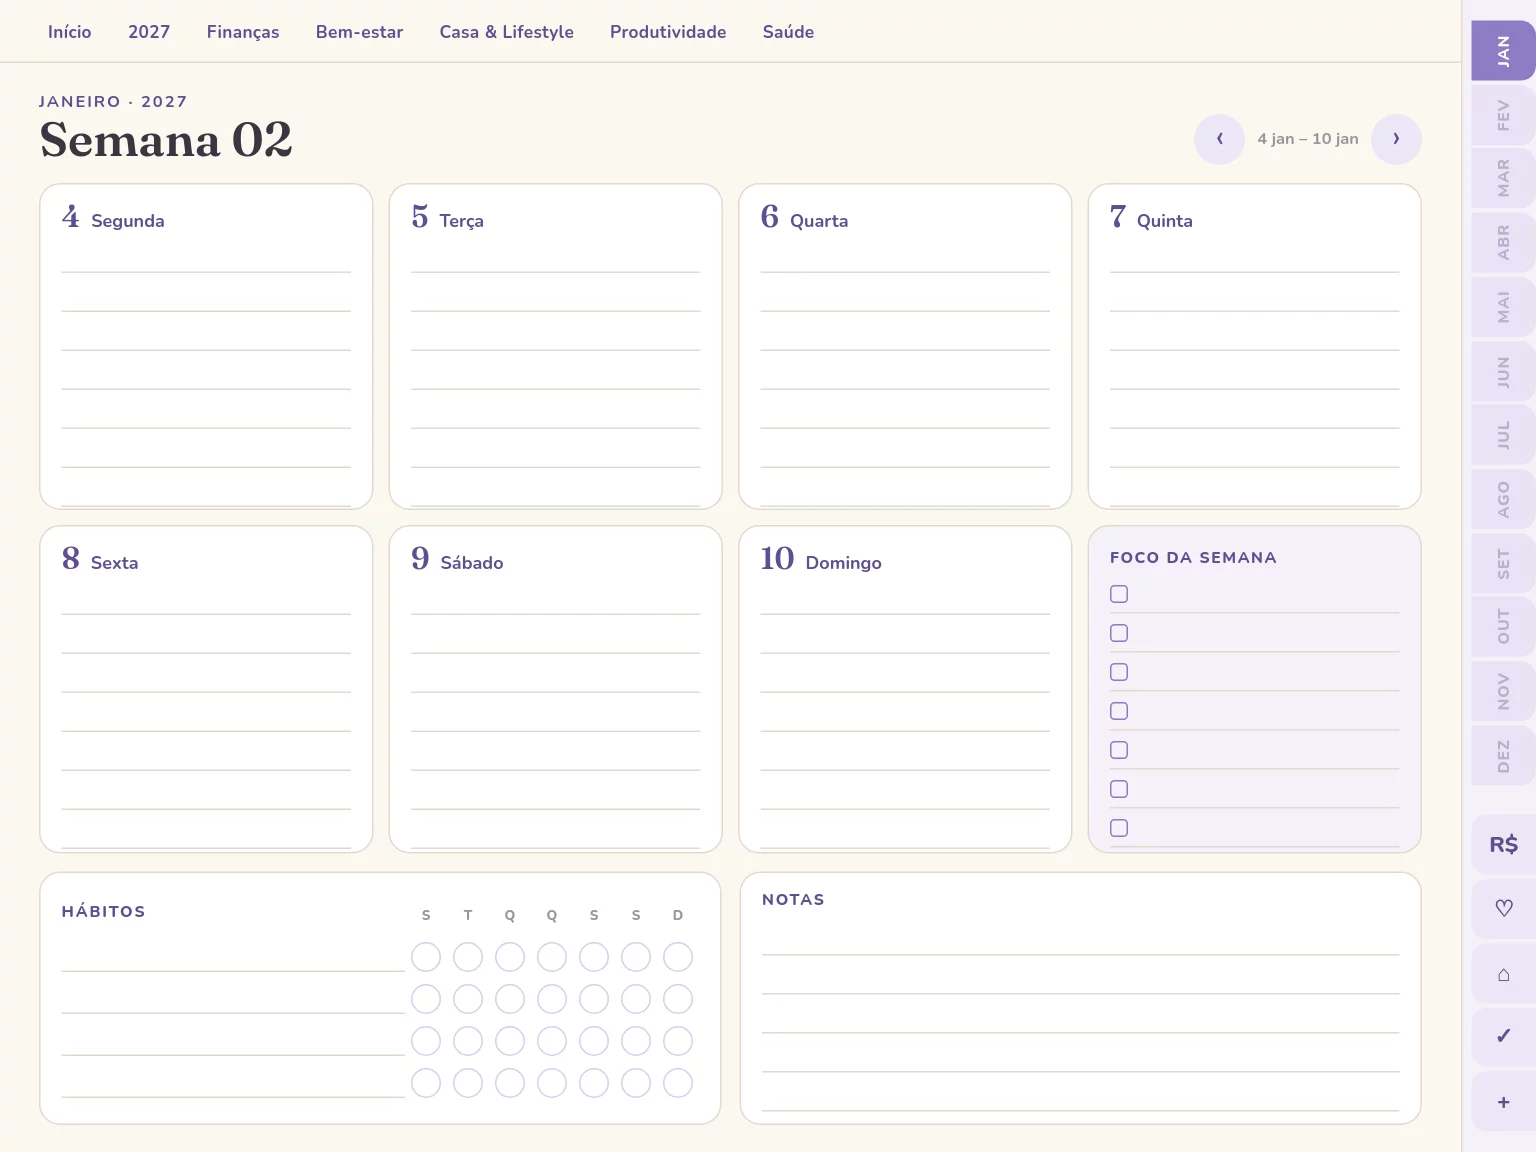 Início 2027 Finanças Bem-estar Casa & Lifestyle Produtividade Saúde
JANEIRO · 2027
Semana 02
‹ 4 jan – 10 jan ›
4 Segunda
5 Terça
6 Quarta
7 Quinta
8 Sexta
9 Sábado
10 Domingo
FOCO DA SEMANA
HÁBITOS
S T Q Q S S D
NOTAS
JAN
FEV
MAR
ABR
MAI
JUN
JUL
AGO
SET
OUT
NOV
DEZ
R$
♡
⌂
✓
+